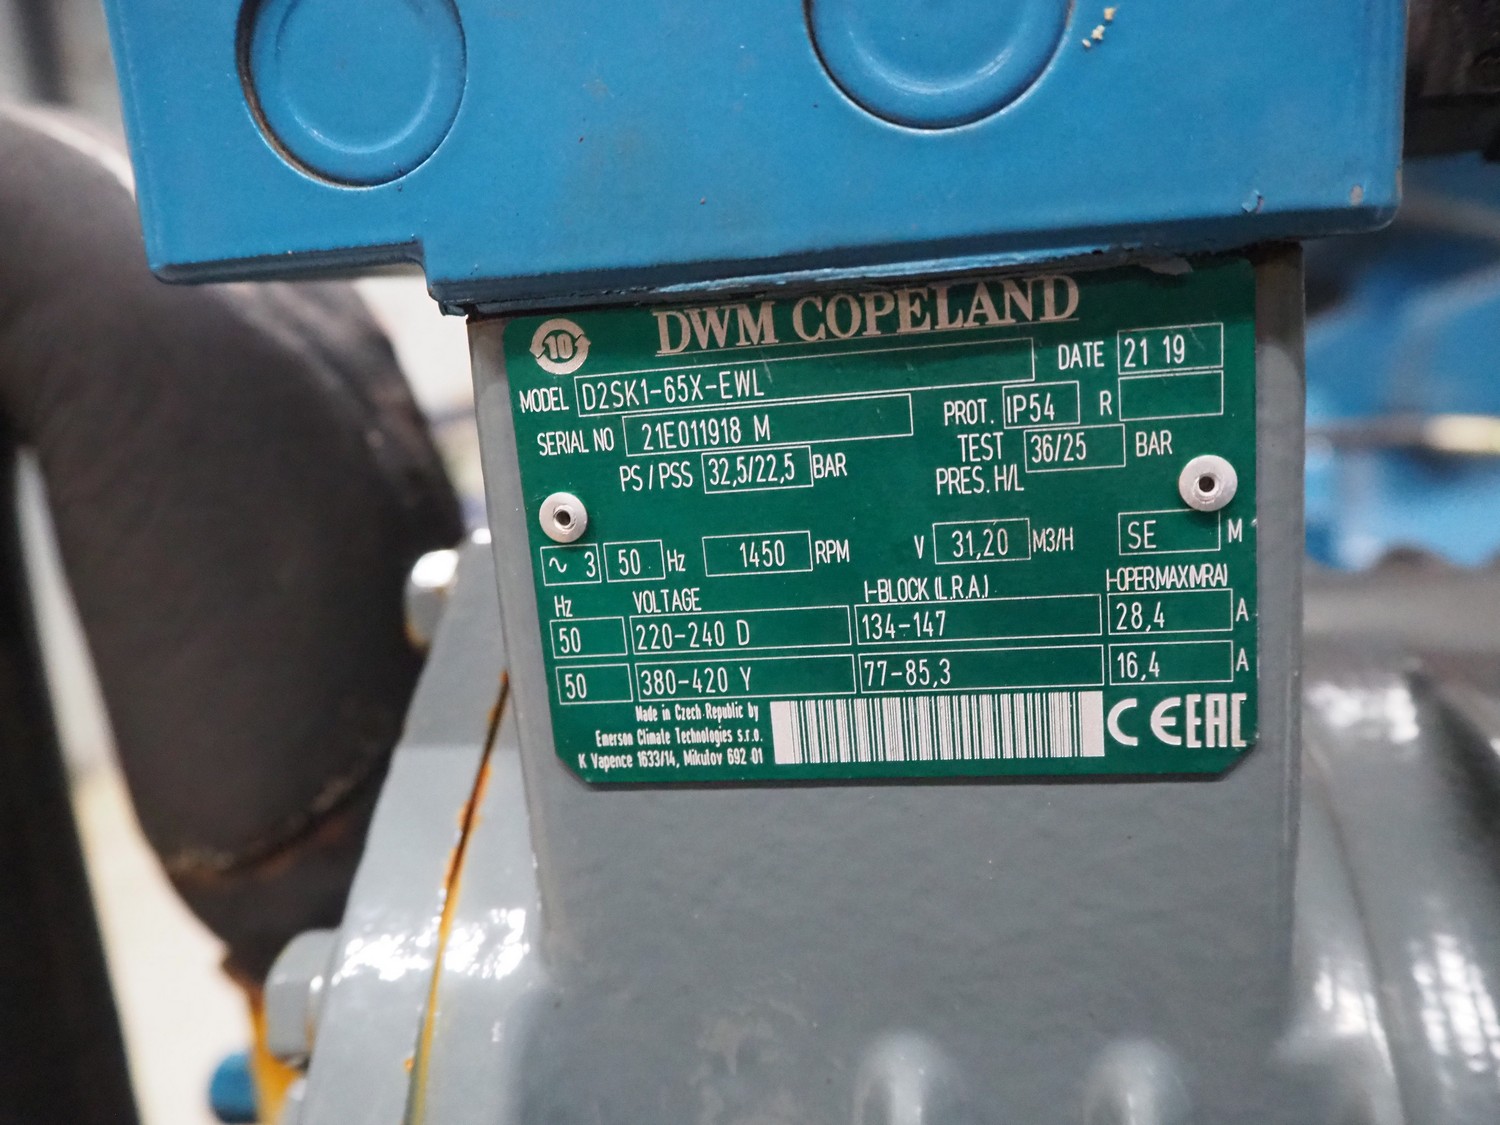 10
DWM COPELAND
MODEL D2SK1-65X-EWL DATE 21 19
SERIAL NO 21E011918 M PROT. IP54 R
PS / PSS 32,5/22,5 BAR TEST PRES. H/L 36/25 BAR
~ 3 50 Hz 1450 RPM V 31,20 M3/H SE M
Hz VOLTAGE I-BLOCK (L.R.A.) I-OPER.MAX(MRA)
50 220-240 D 134-147 28,4 A
50 380-420 Y 77-85,3 16,4 A
Made in Czech Republic by
Emerson Climate Technologies s.r.o.
K Vapence 1633/14, Mikulov 692 01
CE EAC